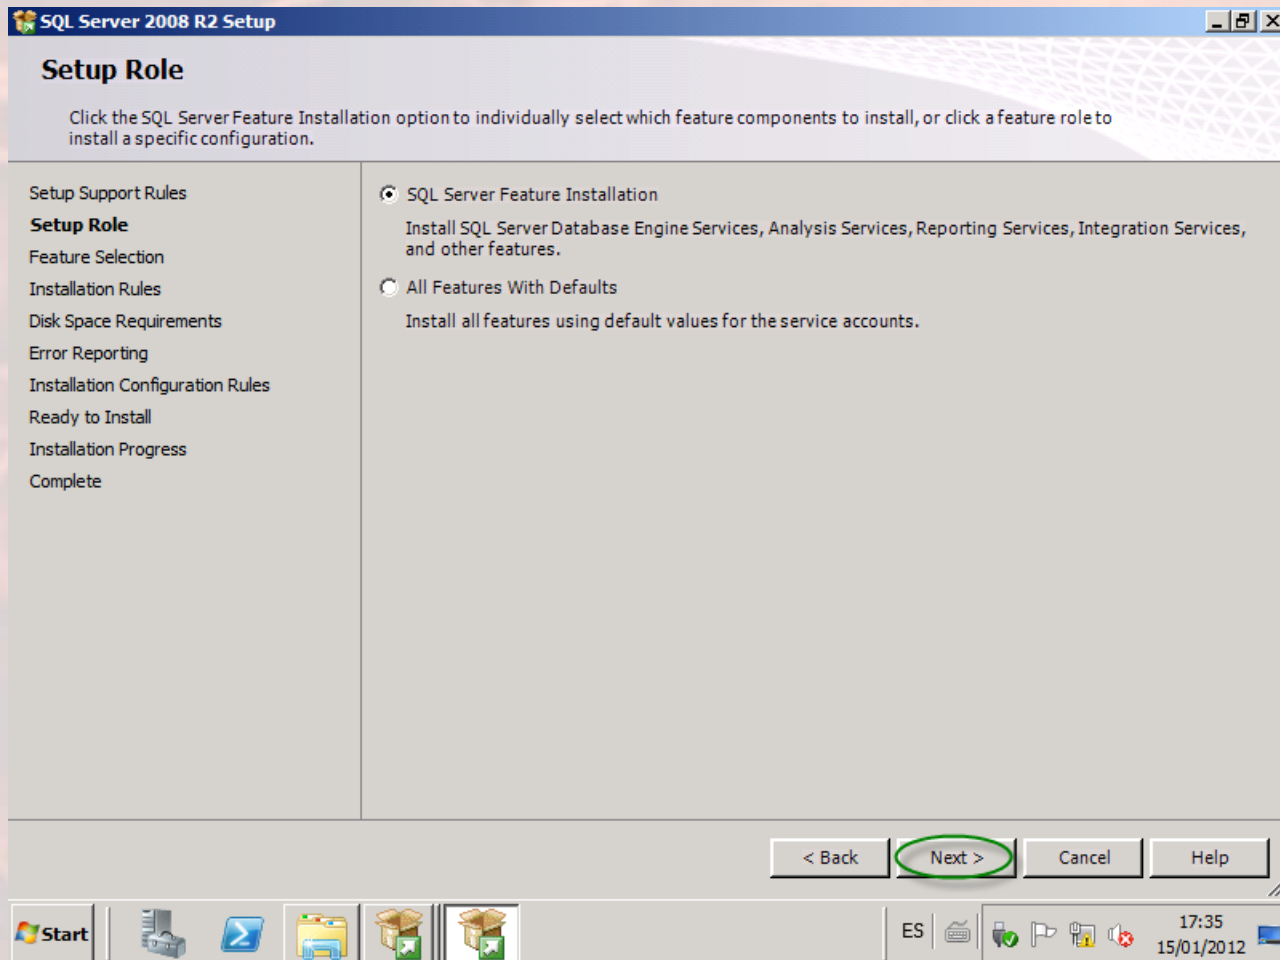 SQL Server 2008 R2 Setup
Setup Role
Click the SQL Server Feature Installation option to individually select which feature components to install, or click a feature role to
install a specific configuration.
Setup Support Rules
Setup Role
Feature Selection
Installation Rules
Disk Space Requirements
Error Reporting
Installation Configuration Rules
Ready to Install
Installation Progress
Complete
SQL Server Feature Installation
Install SQL Server Database Engine Services, Analysis Services, Reporting Services, Integration Services,
and other features.
All Features With Defaults
Install all features using default values for the service accounts.
< Back
Next >
Cancel
Help
Start
ES
17:35
15/01/2012